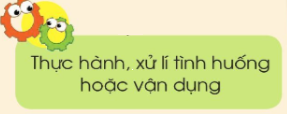 Thực hành, xử lí tình huống
hoặc vận dụng